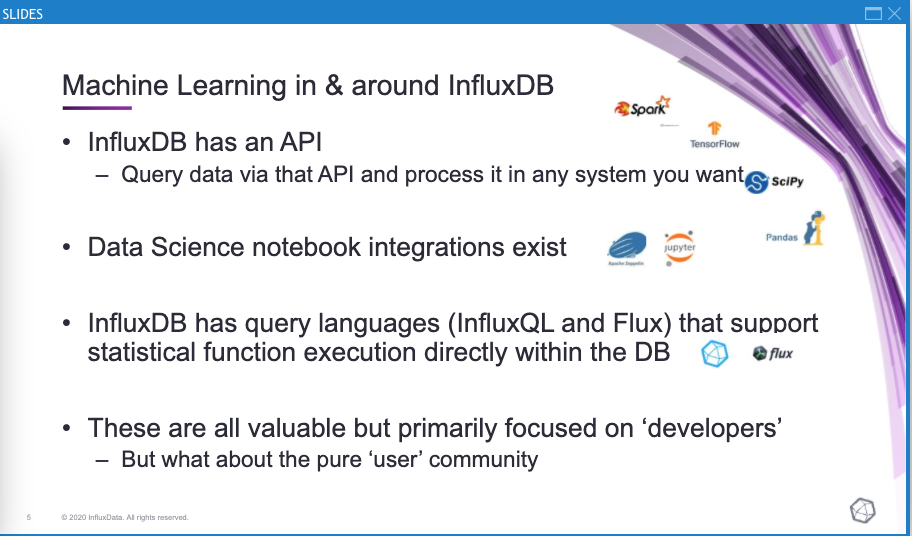 SLIDES
Machine Learning in & around InfluxDB
Spark
TensorFlow
• InfluxDB has an API
– Query data via that API and process it in any system you want
SciPy
Pandas
• Data Science notebook integrations exist
Apache Zeppelin
jupyter
• InfluxDB has query languages (InfluxQL and Flux) that support
statistical function execution directly within the DB
flux
• These are all valuable but primarily focused on ‘developers’
– But what about the pure ‘user’ community
5
© 2020 InfluxData. All rights reserved.